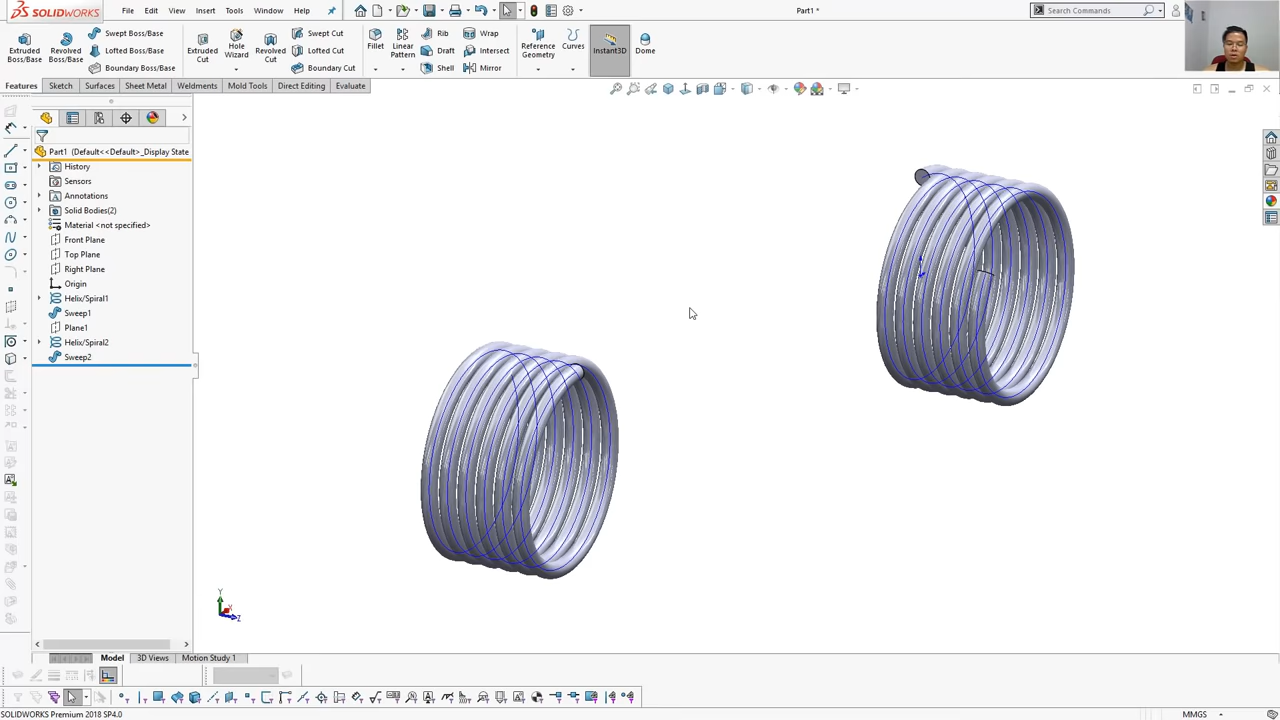 SOLIDWORKS
File Edit View Insert Tools Window Help
Part1 *
Search Commands
Extruded Boss/Base
Revolved Boss/Base
Swept Boss/Base
Lofted Boss/Base
Boundary Boss/Base
Extruded Cut
Hole Wizard
Revolved Cut
Swept Cut
Lofted Cut
Boundary Cut
Fillet
Linear Pattern
Rib
Draft
Shell
Wrap
Intersect
Mirror
Reference Geometry
Curves
Instant3D
Dome
Features Sketch Surfaces Sheet Metal Weldments Mold Tools Direct Editing Evaluate
Part1 (Default<<Default>_Display State
History
Sensors
Annotations
Solid Bodies(2)
Material <not specified>
Front Plane
Top Plane
Right Plane
Origin
Helix/Spiral1
Sweep1
Plane1
Helix/Spiral2
Sweep2
Y
X
Z
Model 3D Views Motion Study 1
SOLIDWORKS Premium 2018 SP4.0
MMGS